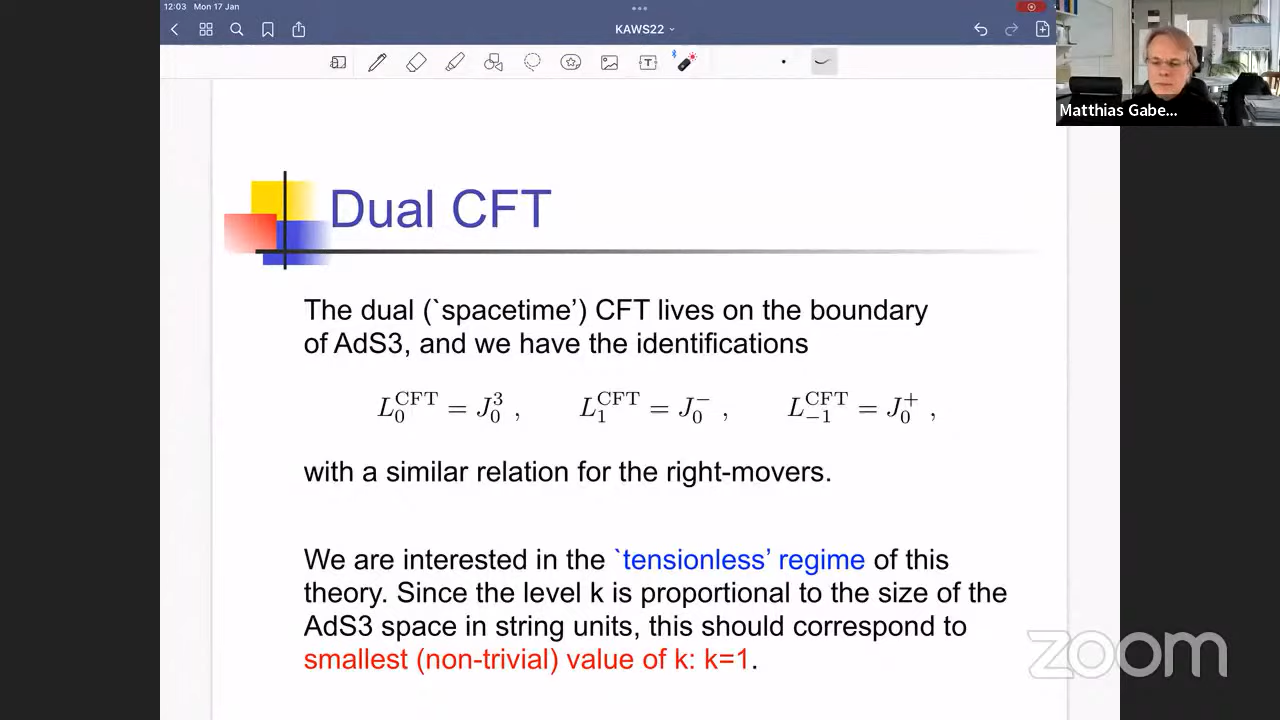 12:03 Mon 17 Jan
KAWS22
Matthias Gabe...
Dual CFT
The dual (`spacetime’) CFT lives on the boundary
of AdS3, and we have the identifications
L_0^{CFT} = J_0^3 , L_1^{CFT} = J_0^- , L_{-1}^{CFT} = J_0^+ ,
with a similar relation for the right-movers.
We are interested in the `tensionless’ regime of this
theory. Since the level k is proportional to the size of the
AdS3 space in string units, this should correspond to
smallest (non-trivial) value of k: k=1.
zoom